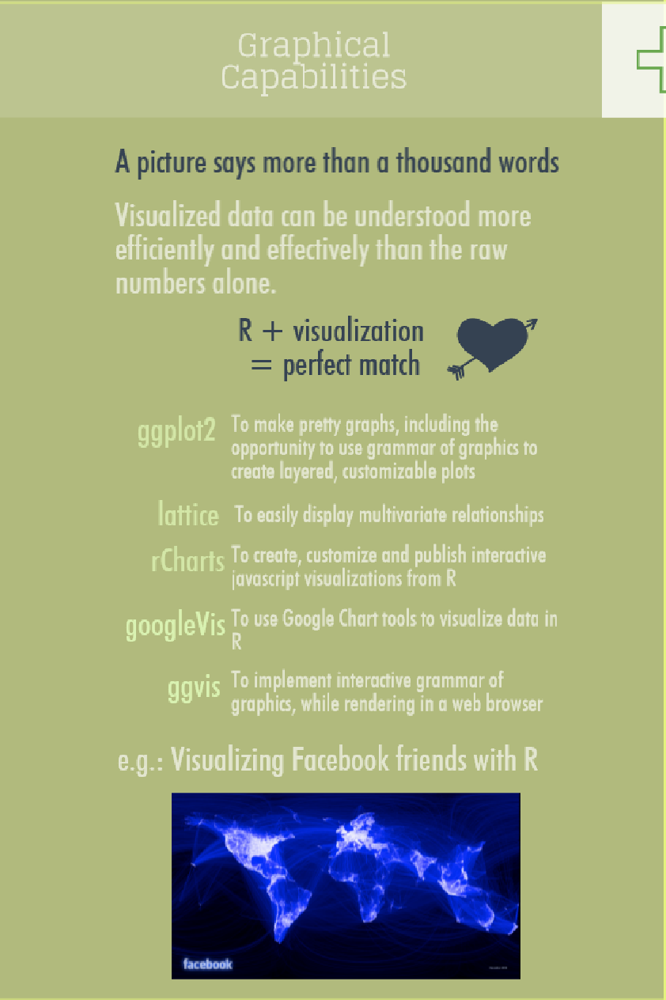 Graphical
Capabilities
A picture says more than a thousand words
Visualized data can be understood more
efficiently and effectively than the raw
numbers alone.
R + visualization
= perfect match
ggplot2 To make pretty graphs, including the
opportunity to use grammar of graphics to
create layered, customizable plots
lattice To easily display multivariate relationships
rCharts To create, customize and publish interactive
javascript visualizations from R
googleVis To use Google Chart tools to visualize data in
R
ggvis To implement interactive grammar of
graphics, while rendering in a web browser
e.g.: Visualizing Facebook friends with R
facebook